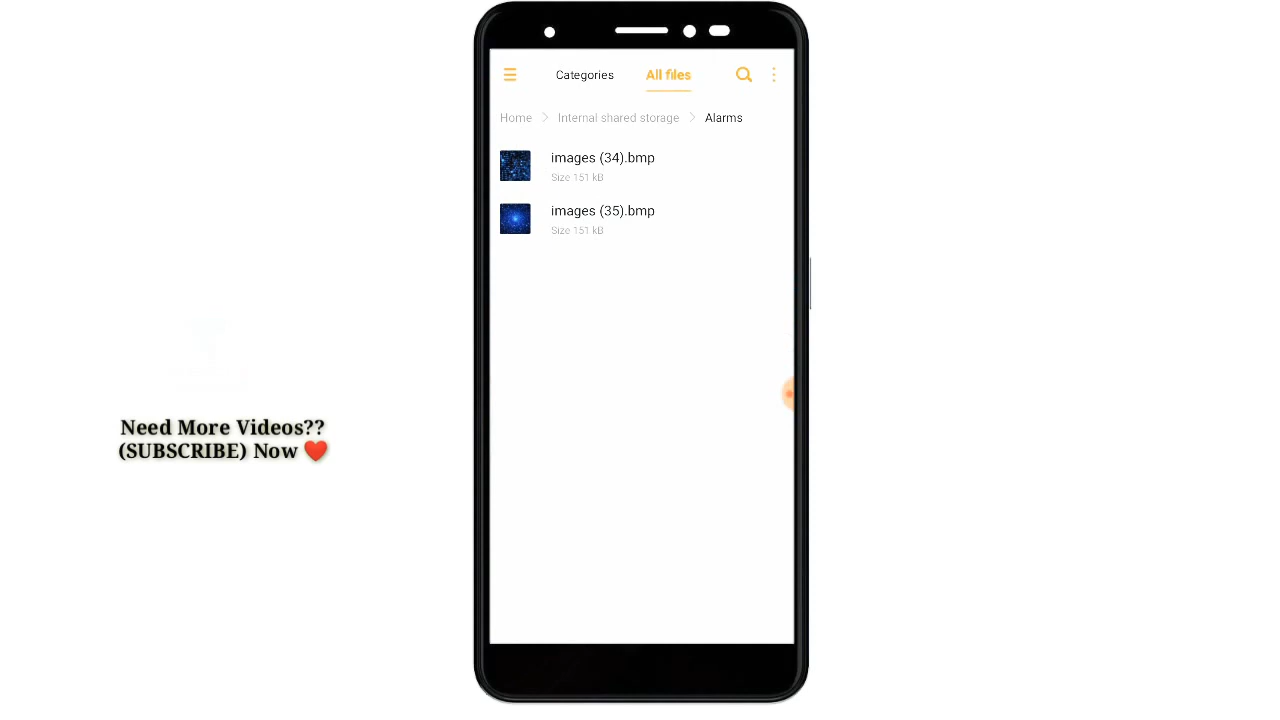 Categories All files
Home Internal shared storage Alarms
images (34).bmp
Size 151 kB
images (35).bmp
Size 151 kB
Need More Videos??
(SUBSCRIBE) Now ❤️